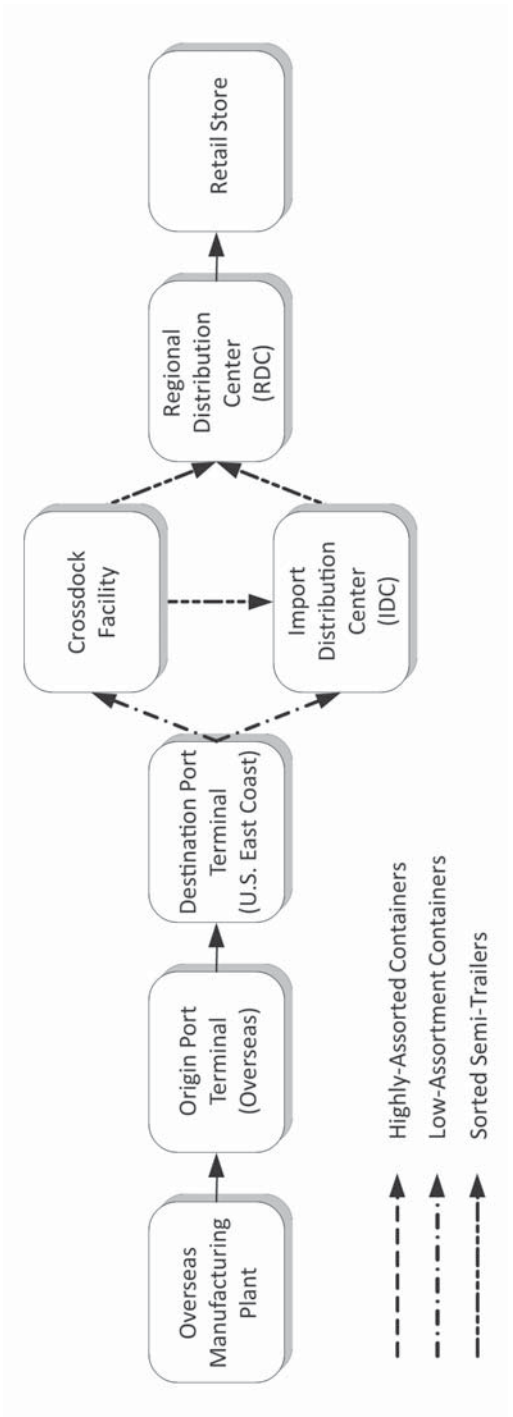 Overseas
Manufacturing
Plant
Origin Port
Terminal
(Overseas)
Destination Port
Terminal
(U.S. East Coast)
Crossdock
Facility
Import
Distribution
Center
(IDC)
Regional
Distribution
Center
(RDC)
Retail Store
Highly-Assorted Containers
Low-Assortment Containers
Sorted Semi-Trailers